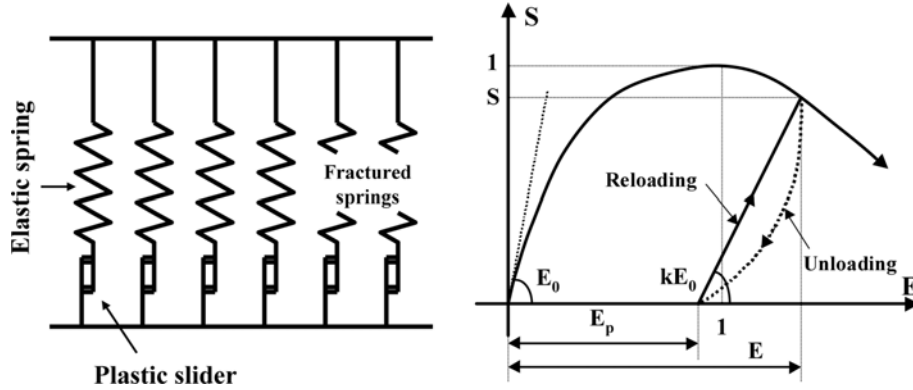 Elastic spring
Fractured
springs
Plastic slider
S
1
S
Reloading
Unloading
E₀
kE₀
E
Eₚ
1
E